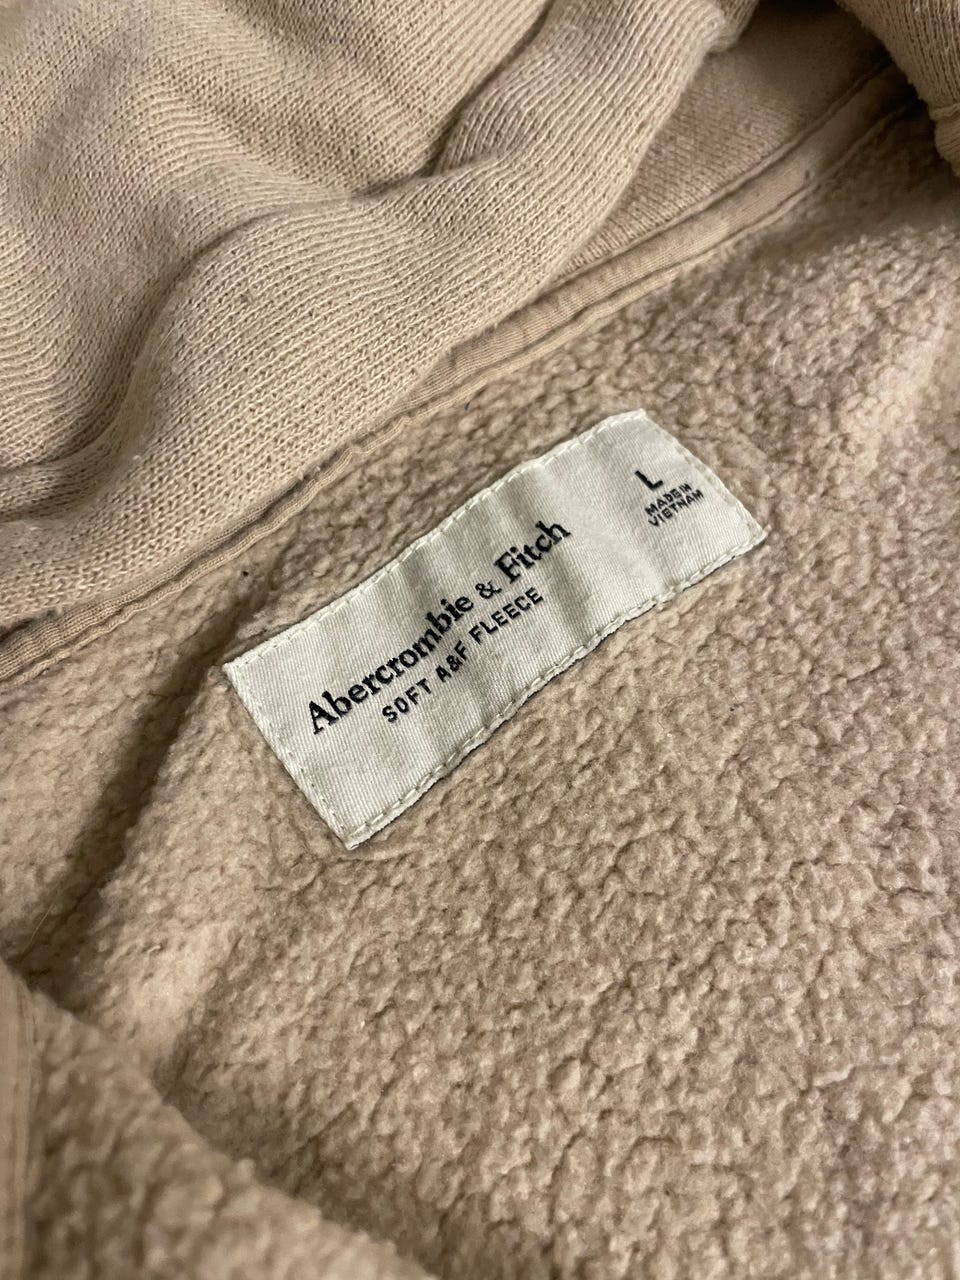 Abercrombie & Fitch
SOFT A&F FLEECE
L
MADE IN
VIETNAM